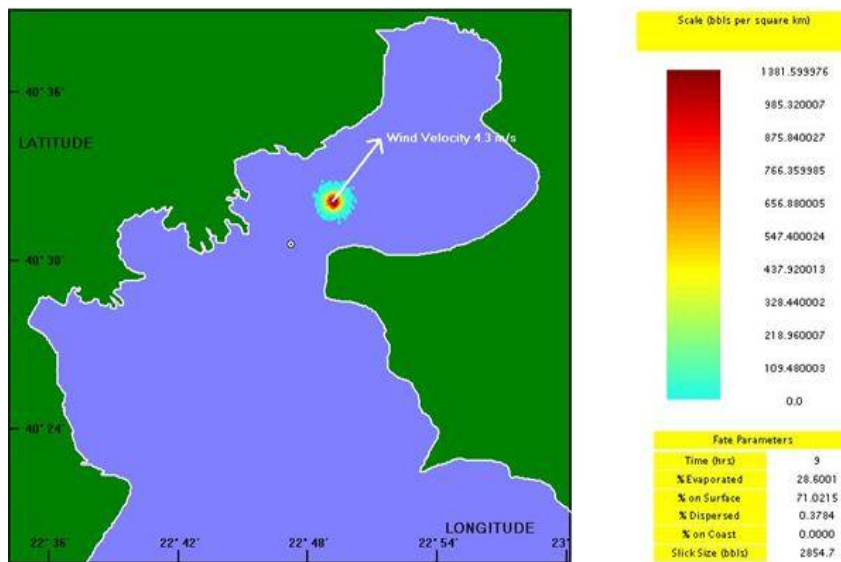 Scale (bbls per square km)
1381.599976
985.320007
875.840027
766.359985
656.880005
547.400024
437.920013
328.440002
218.960007
109.480003
0.0
40° 36'
LATITUDE
Wind Velocity 4.3 m/s
40° 30'
40° 24'
LONGITUDE
22° 36' 22° 42' 22° 48' 22° 54' 23°
Fate Parameters
Time (hrs) 9
% Evaporated 28.6001
% on Surface 71.0215
% Dispersed 0.3784
% on Coast 0.0000
Slick Size (bbls) 2854.7